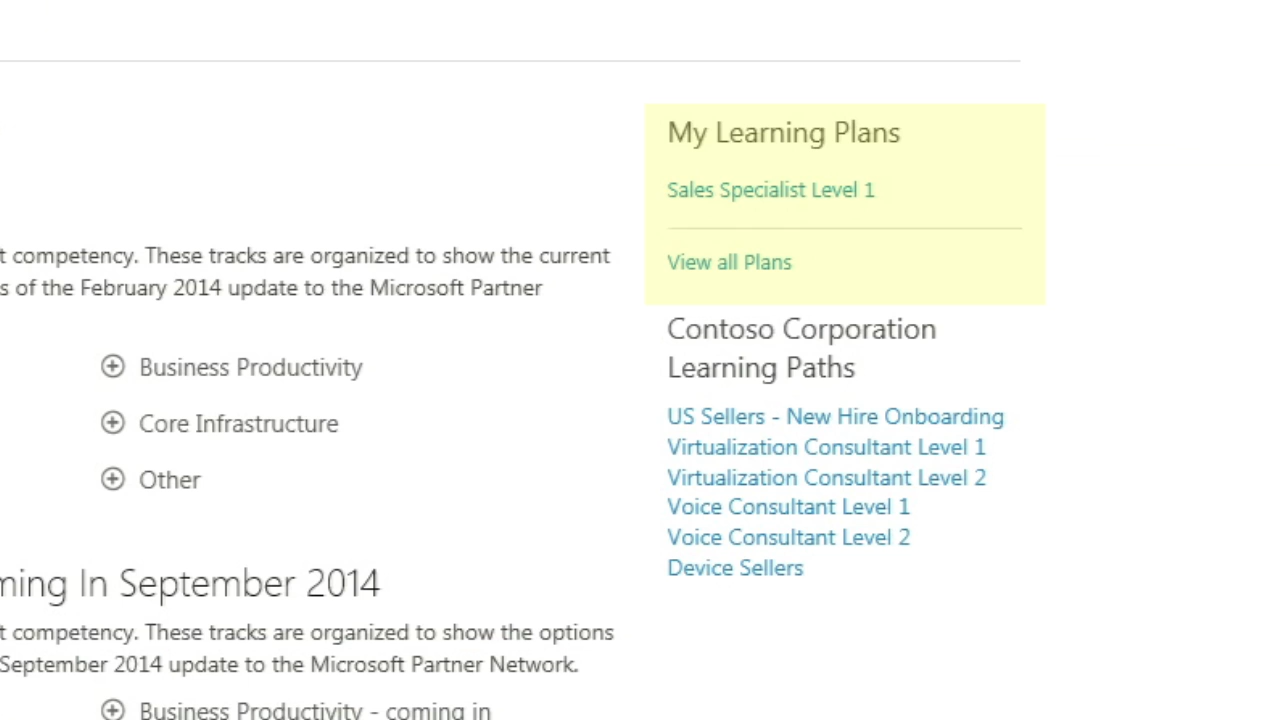 t competency. These tracks are organized to show the current
s of the February 2014 update to the Microsoft Partner
Business Productivity
Core Infrastructure
Other
ming In September 2014
t competency. These tracks are organized to show the options
September 2014 update to the Microsoft Partner Network.
Business Productivity - coming in
My Learning Plans
Sales Specialist Level 1
View all Plans
Contoso Corporation
Learning Paths
US Sellers - New Hire Onboarding
Virtualization Consultant Level 1
Virtualization Consultant Level 2
Voice Consultant Level 1
Voice Consultant Level 2
Device Sellers